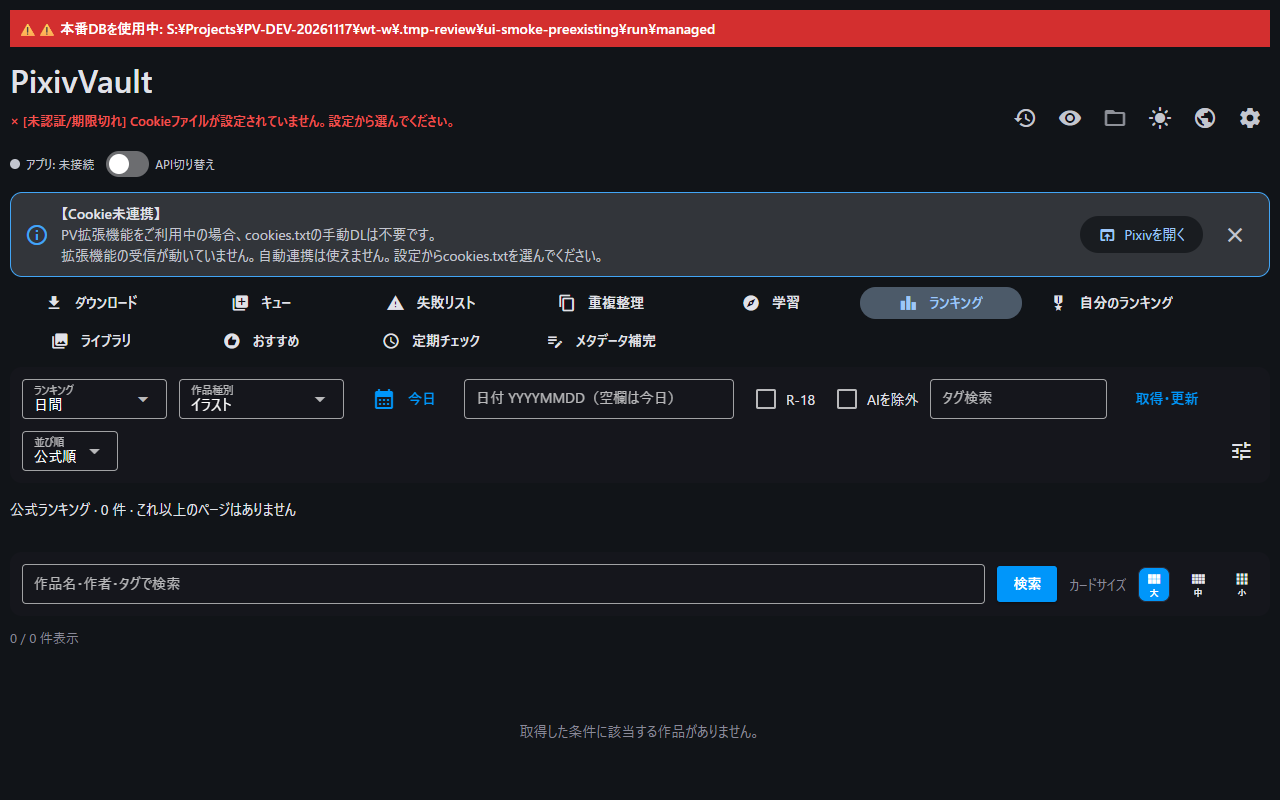 本番DBを使用中: S:¥Projects¥PV-DEV-20261117¥wt-w¥.tmp-review¥ui-smoke-preexisting¥run¥managed
PixivVault
× [未認証/期限切れ] Cookieファイルが設定されていません。設定から選んでください。
アプリ: 未接続 API切り替え
【Cookie未連携】
PV拡張機能をご利用中の場合、cookies.txtの手動DLは不要です。
拡張機能の受信が動いていません。自動連携は使えません。設定からcookies.txtを選んでください。
Pixivを開く
ダウンロード キュー 失敗リスト 重複整理 学習 ランキング 自分のランキング
ライブラリ おすすめ 定期チェック メタデータ補完
ランキング 作品種別
日間 イラスト 今日 日付 YYYYMMDD（空欄は今日） R-18 AIを除外 タグ検索 取得・更新
並び順
公式順
公式ランキング · 0 件 · これ以上のページはありません
作品名・作者・タグで検索 検索 カードサイズ 大 中 小
0 / 0 件表示
取得した条件に該当する作品がありません。